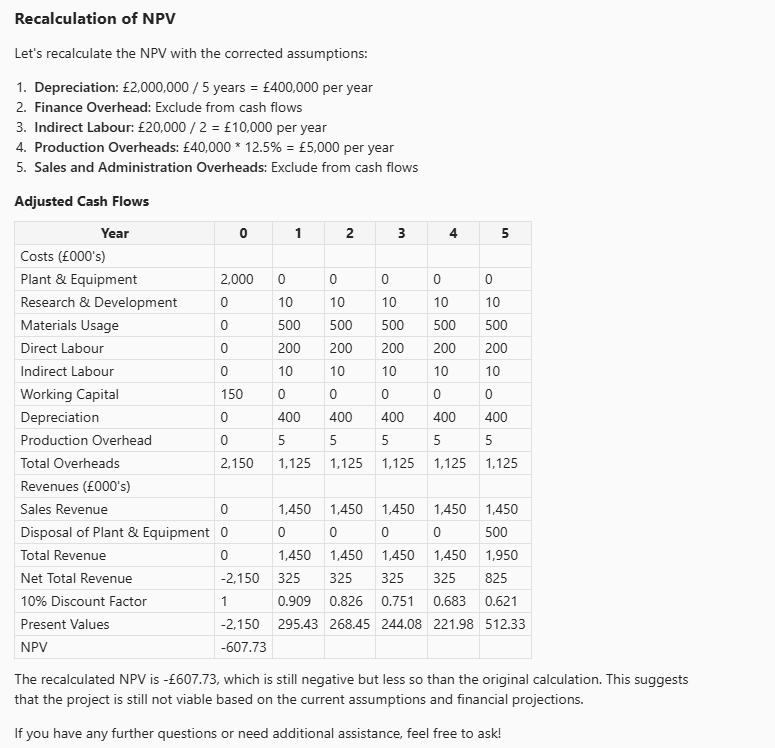 Recalculation of NPV
Let's recalculate the NPV with the corrected assumptions:
1. Depreciation: £2,000,000 / 5 years = £400,000 per year
2. Finance Overhead: Exclude from cash flows
3. Indirect Labour: £20,000 / 2 = £10,000 per year
4. Production Overheads: £40,000 * 12.5% = £5,000 per year
5. Sales and Administration Overheads: Exclude from cash flows
Adjusted Cash Flows
Year 0 1 2 3 4 5
Costs (£000's)
Plant & Equipment 2,000 0 0 0 0 0
Research & Development 0 10 10 10 10 10
Materials Usage 0 500 500 500 500 500
Direct Labour 0 200 200 200 200 200
Indirect Labour 0 10 10 10 10 10
Working Capital 150 0 0 0 0 0
Depreciation 0 400 400 400 400 400
Production Overhead 0 5 5 5 5 5
Total Overheads 2,150 1,125 1,125 1,125 1,125 1,125
Revenues (£000's)
Sales Revenue 0 1,450 1,450 1,450 1,450 1,450
Disposal of Plant & Equipment 0 0 0 0 0 500
Total Revenue 0 1,450 1,450 1,450 1,450 1,950
Net Total Revenue -2,150 325 325 325 325 825
10% Discount Factor 1 0.909 0.826 0.751 0.683 0.621
Present Values -2,150 295.43 268.45 244.08 221.98 512.33
NPV -607.73
The recalculated NPV is -£607.73, which is still negative but less so than the original calculation. This suggests
that the project is still not viable based on the current assumptions and financial projections.
If you have any further questions or need additional assistance, feel free to ask!